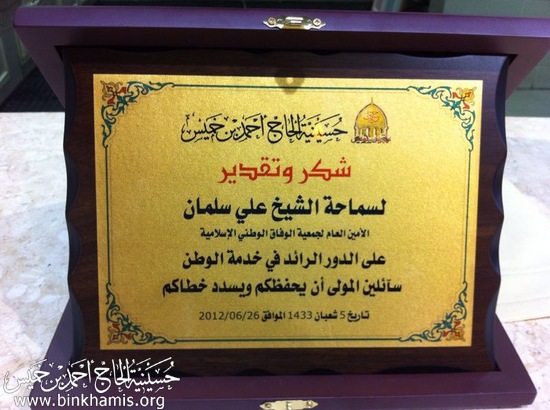 حسينية الحاج أحمد بن خميس
شكر وتقدير
لسماحة الشيخ علي سلمان
الأمين العام لجمعية الوفاق الوطني الإسلامية
على الدور الرائد في خدمة الوطن
سآئلين المولى أن يحفظكم ويسدد خطاكم
تاريخ 5 شعبان 1433 الموافق 2012/06/26
حسينية الحاج أحمد بن خميس
www.binkhamis.org